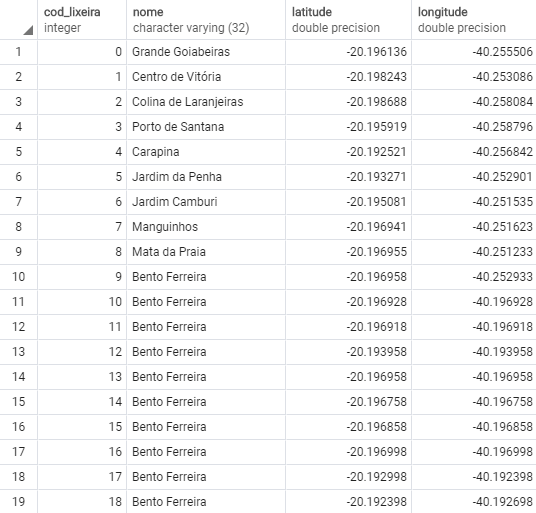 cod_lixeira nome latitude longitude
integer character varying (32) double precision double precision
1 0 Grande Goiabeiras -20.196136 -40.255506
2 1 Centro de Vitória -20.198243 -40.253086
3 2 Colina de Laranjeiras -20.198688 -40.258084
4 3 Porto de Santana -20.195919 -40.258796
5 4 Carapina -20.192521 -40.256842
6 5 Jardim da Penha -20.193271 -40.252901
7 6 Jardim Camburi -20.195081 -40.251535
8 7 Manguinhos -20.196941 -40.251623
9 8 Mata da Praia -20.196955 -40.251233
10 9 Bento Ferreira -20.196958 -40.252933
11 10 Bento Ferreira -20.196928 -40.196928
12 11 Bento Ferreira -20.196918 -40.196918
13 12 Bento Ferreira -20.193958 -40.193958
14 13 Bento Ferreira -20.196958 -40.196958
15 14 Bento Ferreira -20.196758 -40.196758
16 15 Bento Ferreira -20.196858 -40.196858
17 16 Bento Ferreira -20.196998 -40.196998
18 17 Bento Ferreira -20.192998 -40.192398
19 18 Bento Ferreira -20.192398 -40.192698